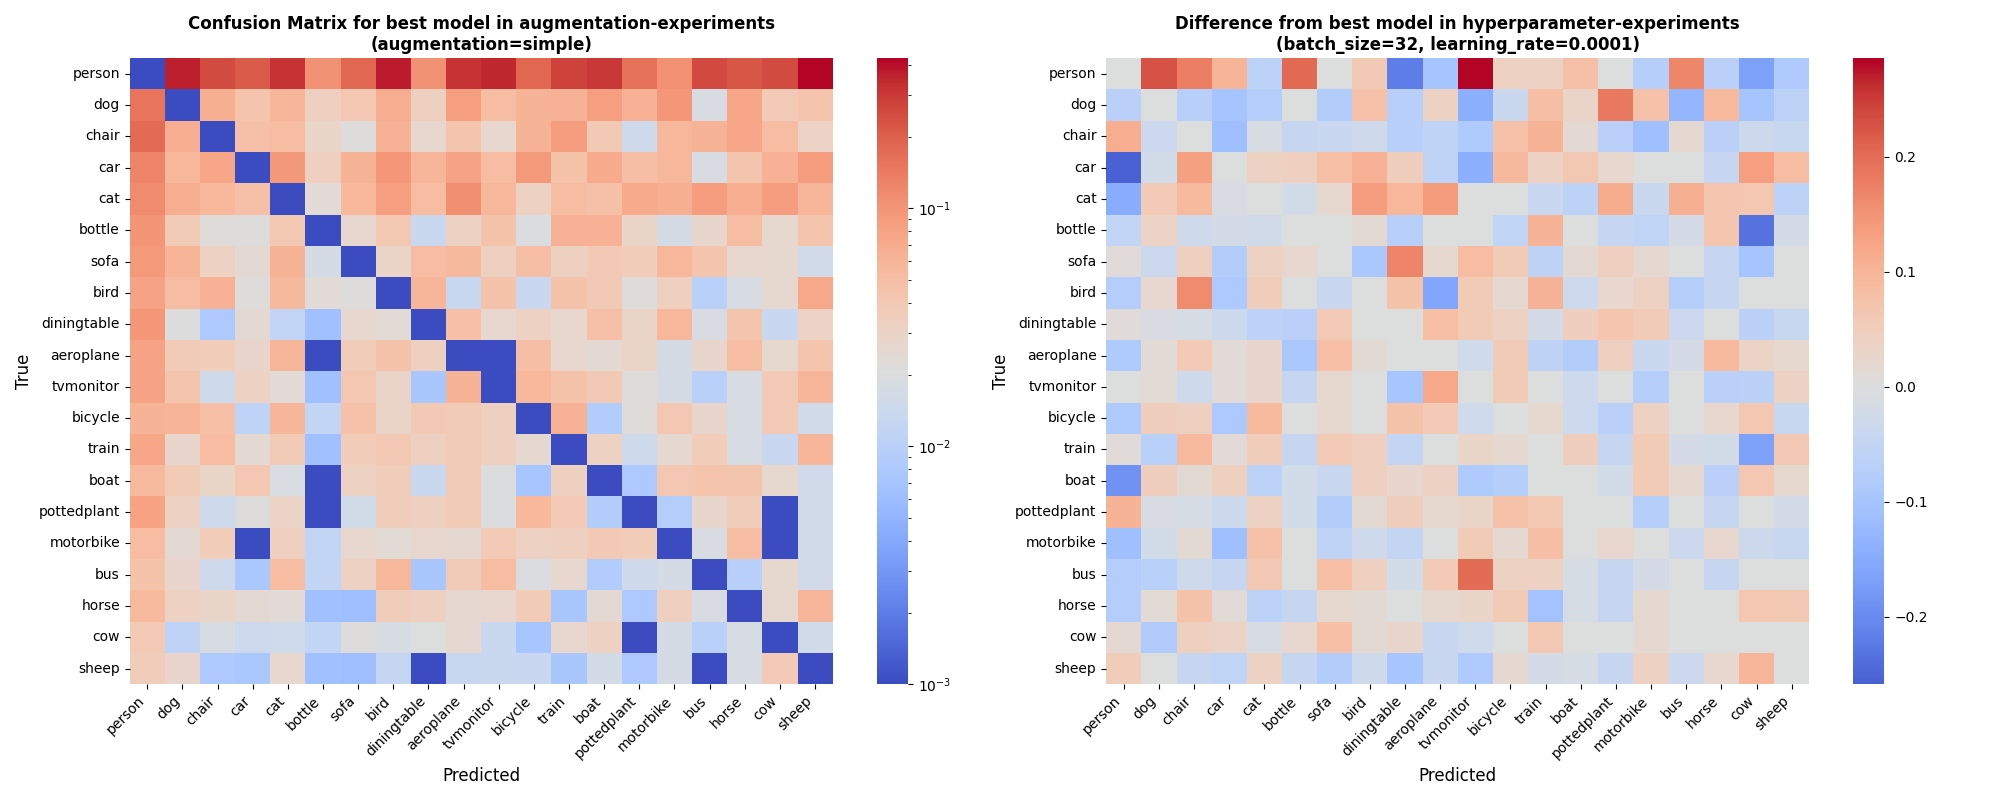 Confusion Matrix for best model in augmentation-experiments
(augmentation=simple)
True
person
dog
chair
car
cat
bottle
sofa
bird
diningtable
aeroplane
tvmonitor
bicycle
train
boat
pottedplant
motorbike
bus
horse
cow
sheep
person
dog
chair
car
cat
bottle
sofa
bird
diningtable
aeroplane
tvmonitor
bicycle
train
boat
pottedplant
motorbike
bus
horse
cow
sheep
Predicted
10⁻¹
10⁻²
10⁻³
Difference from best model in hyperparameter-experiments
(batch_size=32, learning_rate=0.0001)
True
person
dog
chair
car
cat
bottle
sofa
bird
diningtable
aeroplane
tvmonitor
bicycle
train
boat
pottedplant
motorbike
bus
horse
cow
sheep
person
dog
chair
car
cat
bottle
sofa
bird
diningtable
aeroplane
tvmonitor
bicycle
train
boat
pottedplant
motorbike
bus
horse
cow
sheep
Predicted
0.2
0.1
0.0
−0.1
−0.2